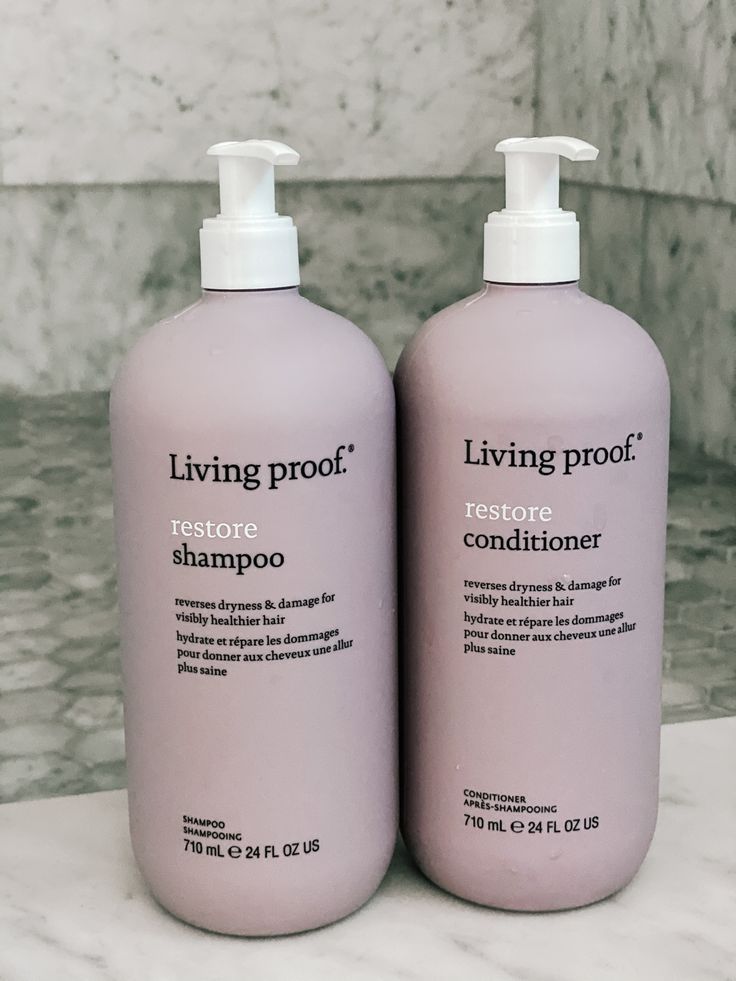 Living proof.®
restore
shampoo
reverses dryness & damage for
visibly healthier hair
hydrate et répare les dommages
pour donner aux cheveux une allur
plus saine
SHAMPOO
SHAMPOOING
710 mL ℮ 24 FL OZ US
Living proof.®
restore
conditioner
reverses dryness & damage for
visibly healthier hair
hydrate et répare les dommages
pour donner aux cheveux une allur
plus saine
CONDITIONER
APRÈS-SHAMPOOING
710 mL ℮ 24 FL OZ US